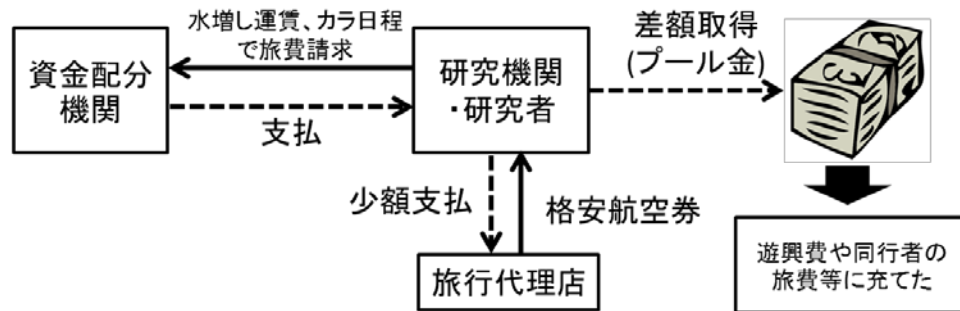 水増し運賃、カラ日程
で旅費請求
資金配分
機関
支払
研究機関
・研究者
差額取得
(プール金)
少額支払
格安航空券
旅行代理店
遊興費や同行者の
旅費等に充てた